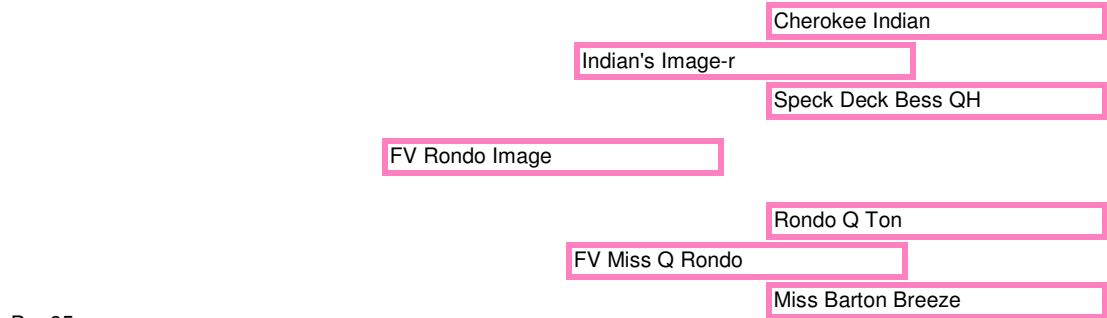 Cherokee Indian
Indian's Image-r
Speck Deck Bess QH
FV Rondo Image
Rondo Q Ton
FV Miss Q Rondo
Miss Barton Breeze